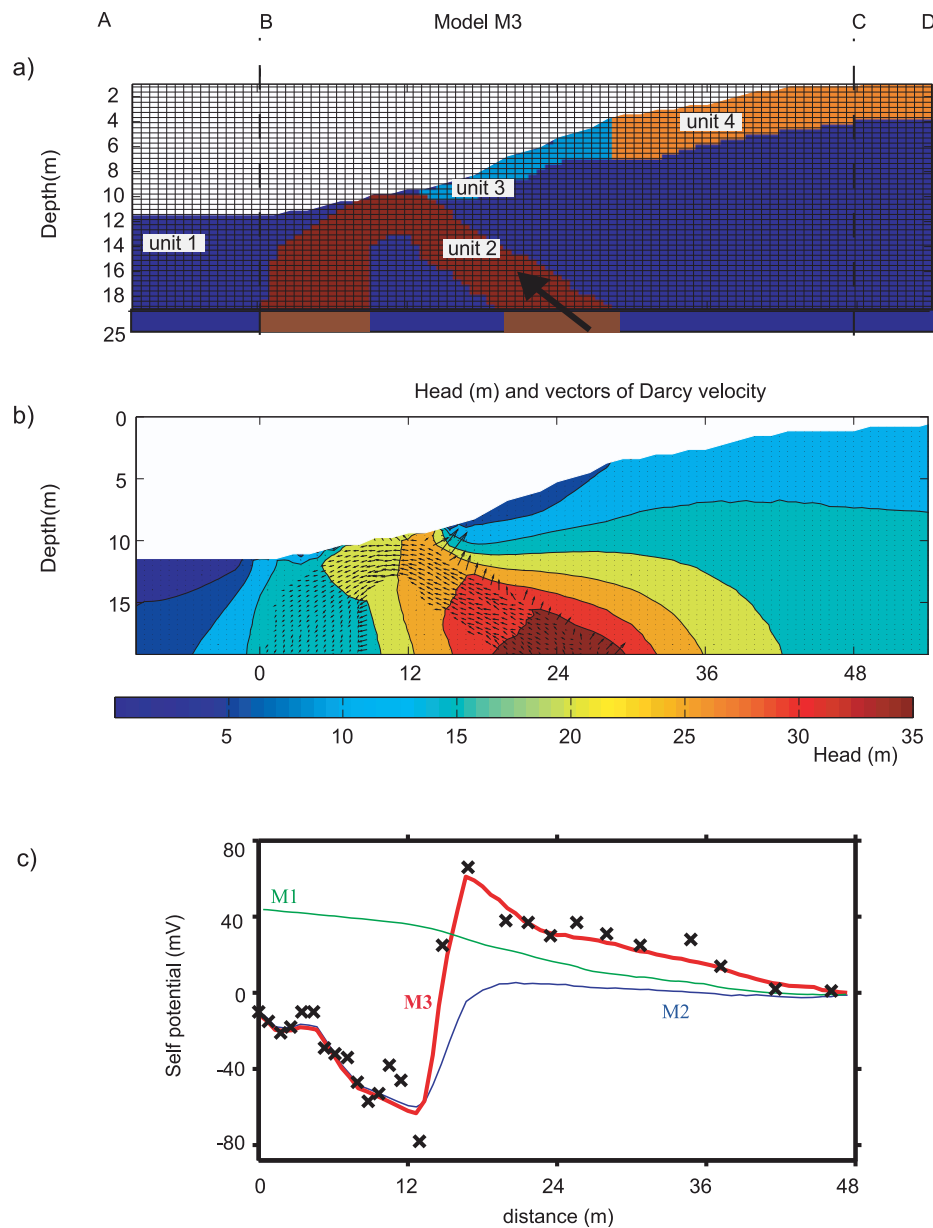 A B Model M3 C D
a)
2
4
6
8
10
12
14
16
18
25
Depth(m)
unit 4
unit 3
unit 1
unit 2
Head (m) and vectors of Darcy velocity
b)
0
5
10
15
Depth(m)
0 12 24 36 48
5 10 15 20 25 30 35
Head (m)
c)
80
40
0
-40
-80
Self potential (mV)
M1
M3
M2
0 12 24 36 48
distance (m)